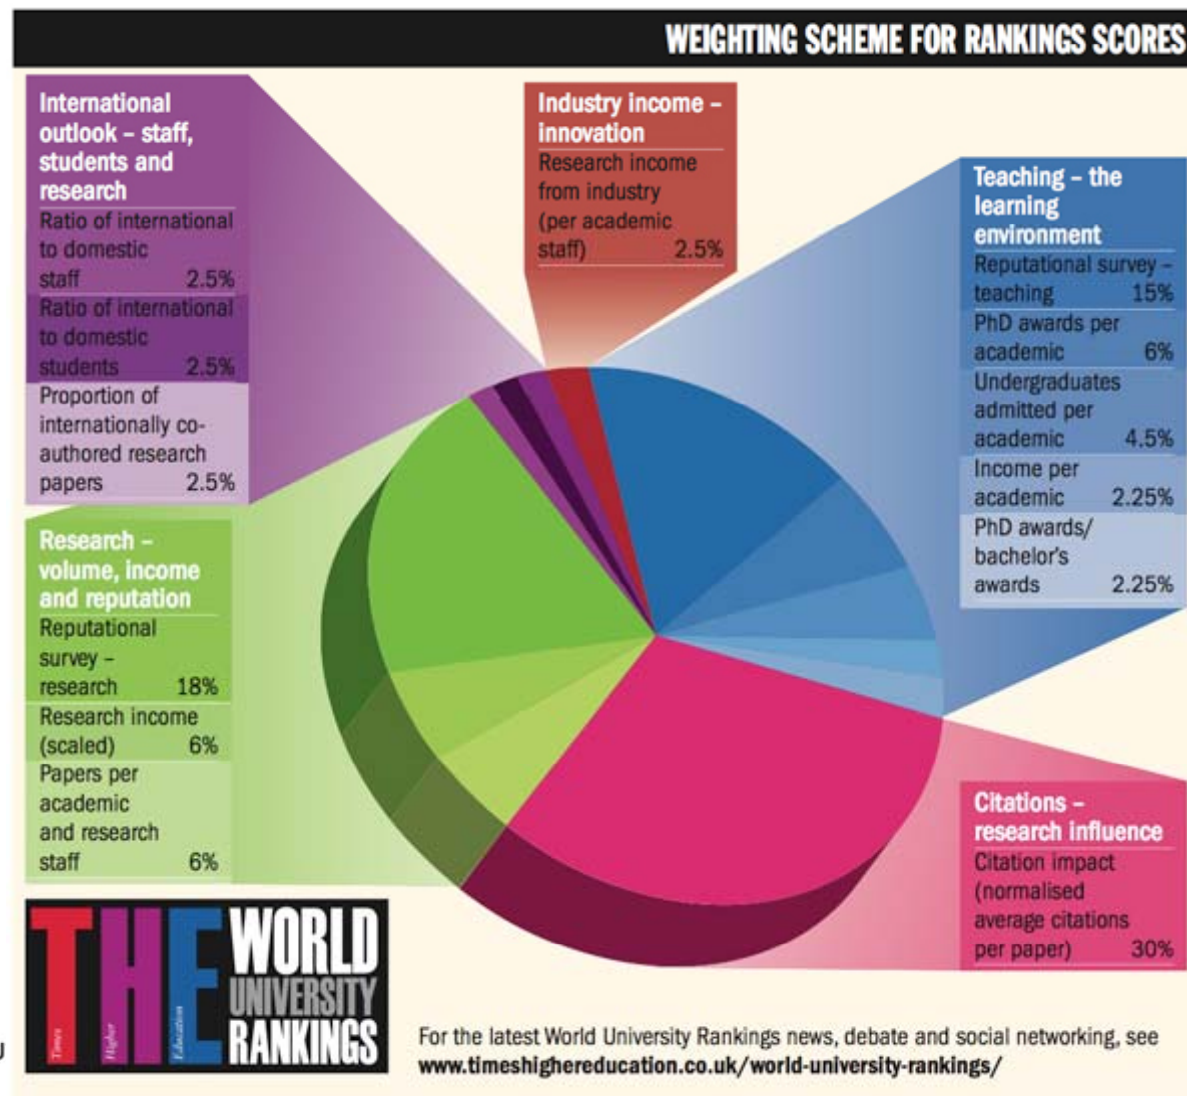 WEIGHTING SCHEME FOR RANKINGS SCORES
International
outlook – staff,
students and
research
Ratio of international
to domestic
staff 2.5%
Ratio of international
to domestic
students 2.5%
Proportion of
internationally co-
authored research
papers 2.5%
Industry income –
innovation
Research income
from industry
(per academic
staff) 2.5%
Teaching – the
learning
environment
Reputational survey –
teaching 15%
PhD awards per
academic 6%
Undergraduates
admitted per
academic 4.5%
Income per
academic 2.25%
PhD awards/
bachelor's
awards 2.25%
Research –
volume, income
and reputation
Reputational
survey –
research 18%
Research income
(scaled) 6%
Papers per
academic
and research
staff 6%
Citations –
research influence
Citation impact
(normalised
average citations
per paper) 30%
THE
Times
Higher
Education
WORLD
UNIVERSITY
RANKINGS
For the latest World University Rankings news, debate and social networking, see
www.timeshighereducation.co.uk/world-university-rankings/